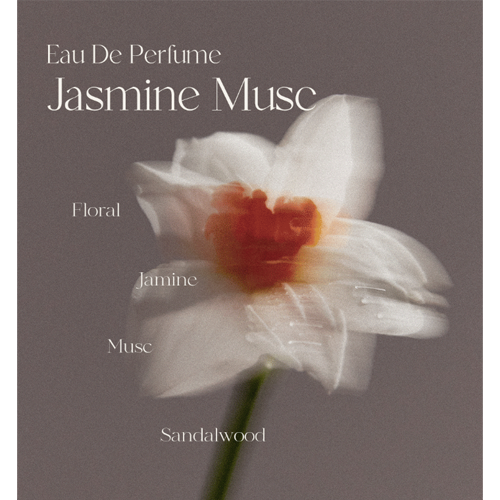 Eau De Perfume
Jasmine Musc
Floral
Jamine
Musc
Sandalwood